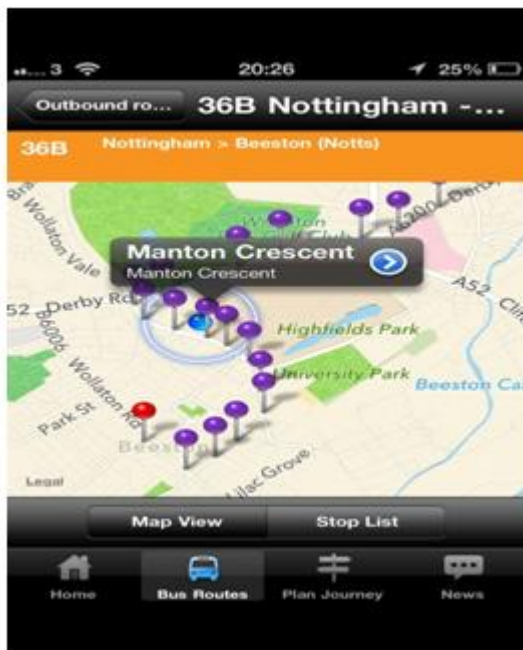 3
20:26
25%
Outbound ro...
36B Nottingham -...
36B
Nottingham > Beeston (Notts)
Wollaton Vale
A52
Manton Crescent
Manton Crescent
52 Derby Rd
B6006 Wollaton Rd
Highfields Park
University Park
Beeston Ca
Park St
Beeston
Lilac Grove
Legal
Map View
Stop List
Home
Bus Routes
Plan Journey
News